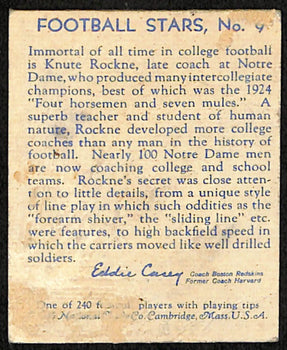 FOOTBALL STARS, No. 9
Immortal of all time in college football
is Knute Rockne, late coach at Notre
Dame, who produced many intercollegiate
champions, best of which was the 1924
"Four horsemen and seven mules." A
superb teacher and student of human
nature, Rockne developed more college
coaches than any man in the history of
football. Nearly 100 Notre Dame men
are now coaching college and school
teams. 'Rockne's secret was close atten-
tion to little details, from a unique style
of line play in which such oddities as the
"forearm shiver," the "sliding line" etc.
were features, to high backfield speed in
which the carriers moved like well drilled
soldiers.
Eddie Casey Coach Boston Redskins
Former Coach Harvard
One of 240 players with playing tips
National Co. Cambridge, Mass. U.S.A.